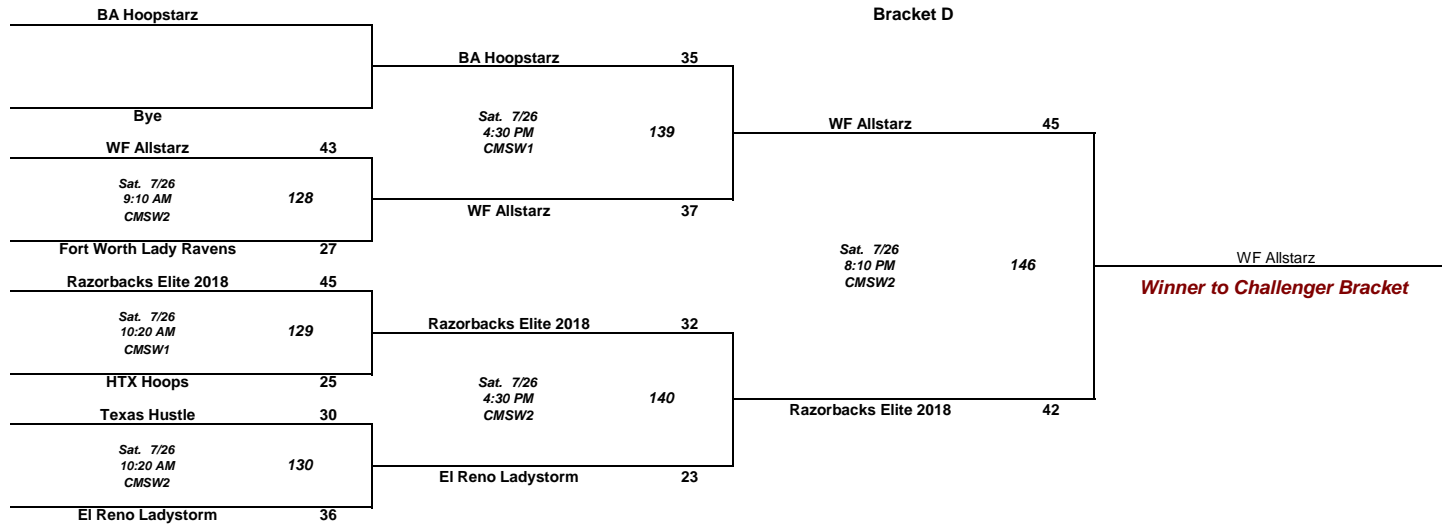 BA Hoopstarz
Bracket D
BA Hoopstarz 35
Bye
Sat. 7/26
4:30 PM
CMSW1
139
WF Allstarz 45
WF Allstarz 43
Sat. 7/26
9:10 AM
CMSW2
128
WF Allstarz 37
Fort Worth Lady Ravens 27
Sat. 7/26
8:10 PM
CMSW2
146
WF Allstarz
Winner to Challenger Bracket
Razorbacks Elite 2018 45
Sat. 7/26
10:20 AM
CMSW1
129
Razorbacks Elite 2018 32
HTX Hoops 25
Sat. 7/26
4:30 PM
CMSW2
140
Razorbacks Elite 2018 42
Texas Hustle 30
Sat. 7/26
10:20 AM
CMSW2
130
El Reno Ladystorm 23
El Reno Ladystorm 36